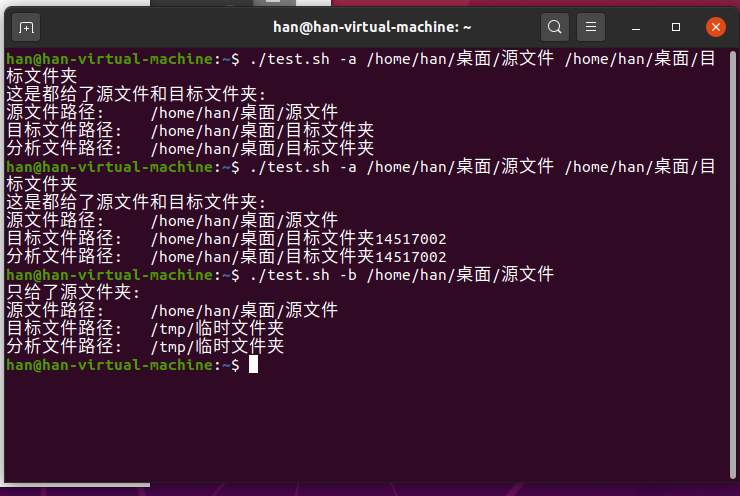 han@han-virtual-machine: ~
han@han-virtual-machine:~$ ./test.sh -a /home/han/桌面/源文件 /home/han/桌面/目
标文件夹
这是都给了源文件和目标文件夹:
源文件路径: /home/han/桌面/源文件
目标文件路径: /home/han/桌面/目标文件夹
分析文件路径: /home/han/桌面/目标文件夹
han@han-virtual-machine:~$ ./test.sh -a /home/han/桌面/源文件 /home/han/桌面/目
标文件夹
这是都给了源文件和目标文件夹:
源文件路径: /home/han/桌面/源文件
目标文件路径: /home/han/桌面/目标文件夹14517002
分析文件路径: /home/han/桌面/目标文件夹14517002
han@han-virtual-machine:~$ ./test.sh -b /home/han/桌面/源文件
只给了源文件夹:
源文件路径: /home/han/桌面/源文件
目标文件路径: /tmp/临时文件夹
分析文件路径: /tmp/临时文件夹
han@han-virtual-machine:~$